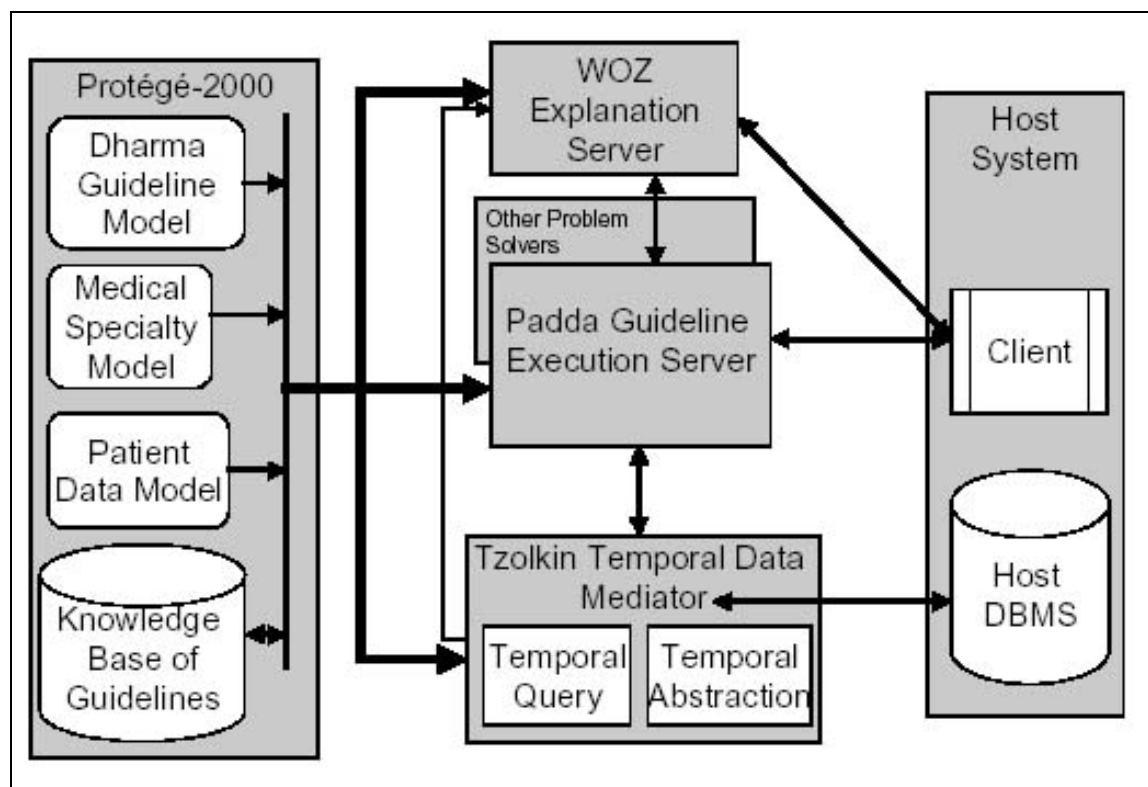 Protégé-2000
Dharma
Guideline
Model
Medical
Specialty
Model
Patient
Data Model
Knowledge
Base of
Guidelines
WOZ
Explanation
Server
Other Problem
Solvers
Padda Guideline
Execution Server
Tzolkin Temporal Data
Mediator
Temporal
Query
Temporal
Abstraction
Host
System
Client
Host
DBMS